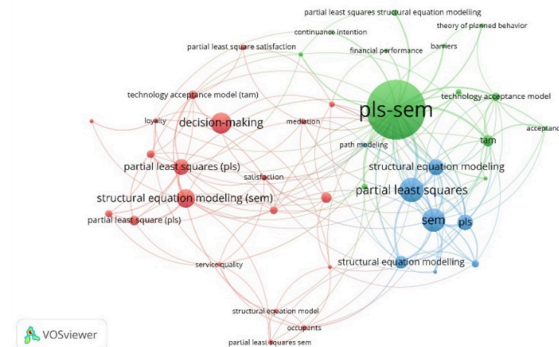 partial least squares structural equation modelling
theory of planned behavior
continuance intention
partial least square satisfaction
financial performance
barriers
technology acceptance model (tam)
technology acceptance model
pls-sem
loyalty
decision-making
mediation
acceptance
path modeling
tam
partial least squares (pls)
structural equation modeling
satisfaction
partial least squares
structural equation modeling (sem)
partial least square (pls)
sem
pls
service quality
structural equation modelling
structural equation model
occupants
partial least squares sem
VOSviewer